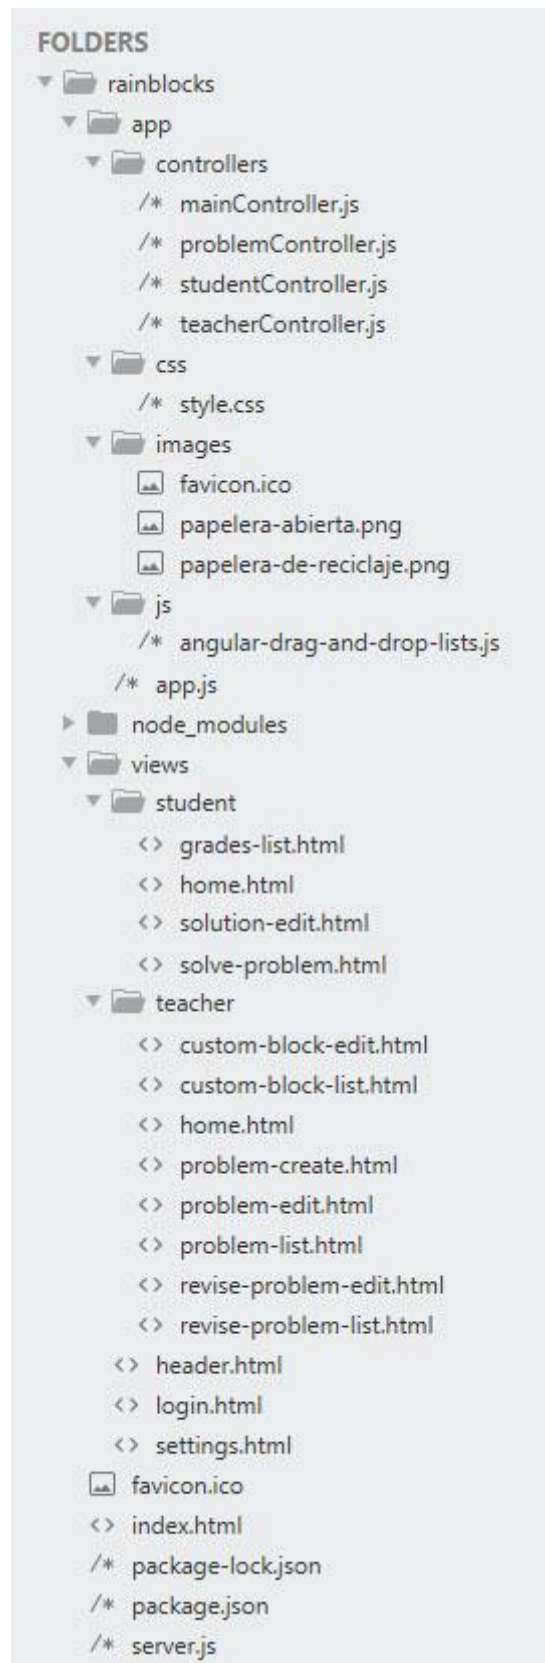 FOLDERS
rainblocks
app
controllers
/* mainController.js
/* problemController.js
/* studentController.js
/* teacherController.js
css
/* style.css
images
favicon.ico
papelera-abierta.png
papelera-de-reciclaje.png
js
/* angular-drag-and-drop-lists.js
/* app.js
node_modules
views
student
<> grades-list.html
<> home.html
<> solution-edit.html
<> solve-problem.html
teacher
<> custom-block-edit.html
<> custom-block-list.html
<> home.html
<> problem-create.html
<> problem-edit.html
<> problem-list.html
<> revise-problem-edit.html
<> revise-problem-list.html
<> header.html
<> login.html
<> settings.html
favicon.ico
<> index.html
/* package-lock.json
/* package.json
/* server.js